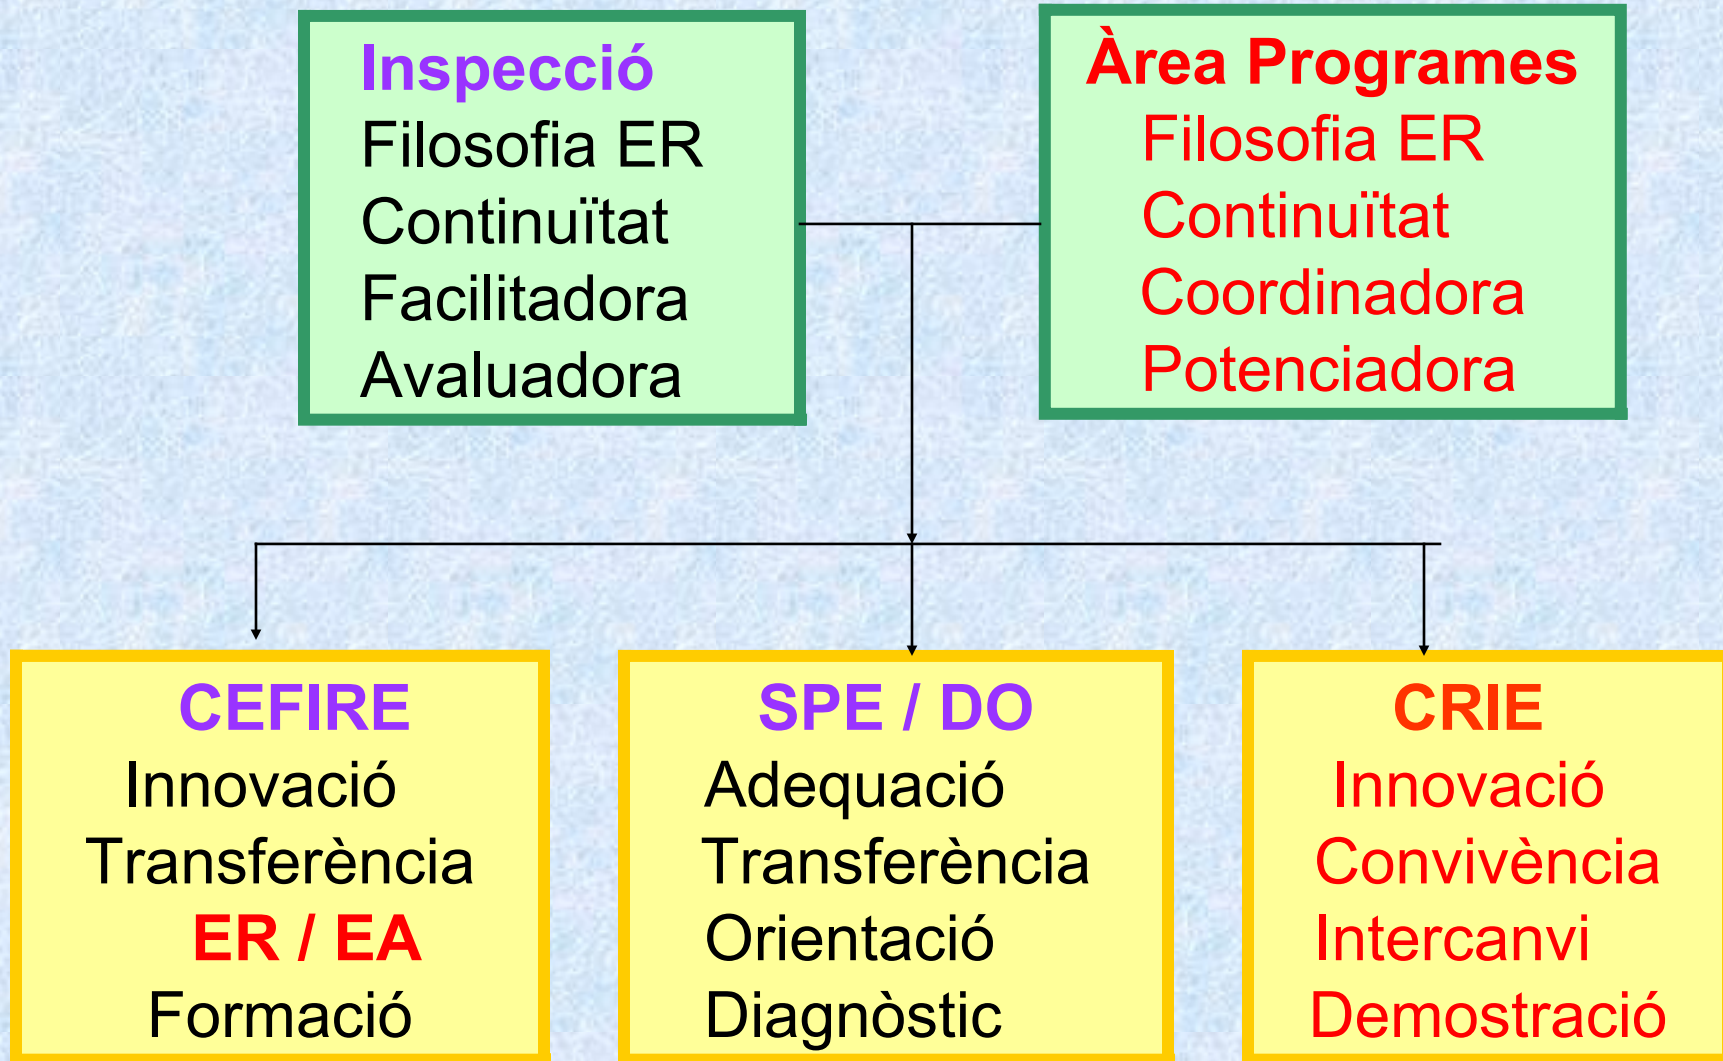 Inspecció
Filosofia ER
Continuïtat
Facilitadora
Avaluadora
Àrea Programes
Filosofia ER
Continuïtat
Coordinadora
Potenciadora
CEFIRE
Innovació
Transferència
ER / EA
Formació
SPE / DO
Adequació
Transferència
Orientació
Diagnòstic
CRIE
Innovació
Convivència
Intercanvi
Demostració